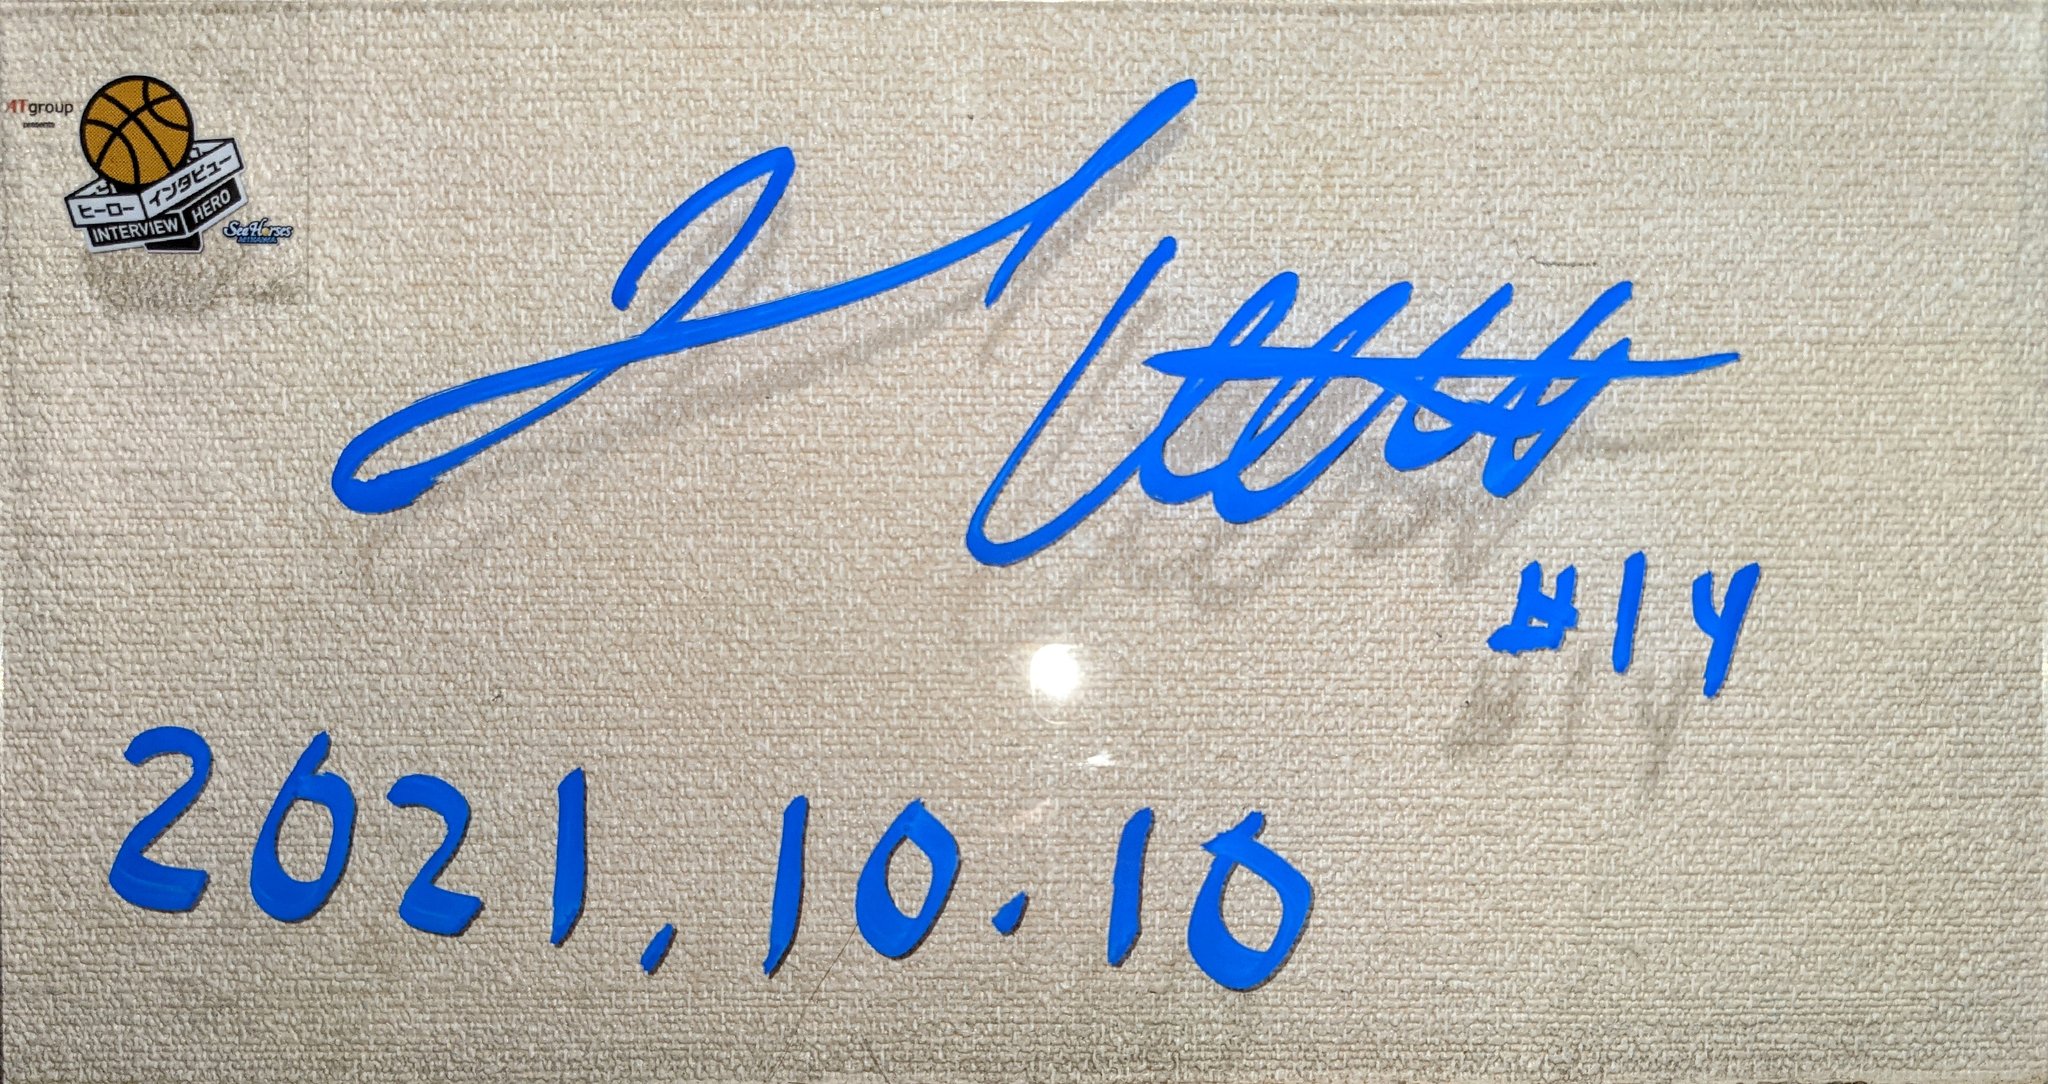 ATgroup
presents
ヒーロー
インタビュー
INTERVIEW
HERO
SeaHorses
MIKAWA
#14
2021.10.10